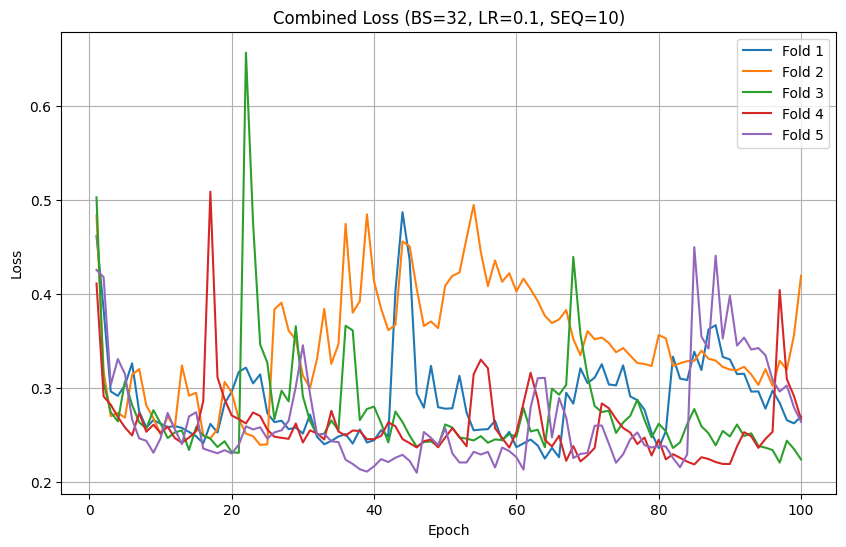 Combined Loss (BS=32, LR=0.1, SEQ=10)
Fold 1
Fold 2
Fold 3
Fold 4
Fold 5
Loss
0.6
0.5
0.4
0.3
0.2
0 20 40 60 80 100
Epoch